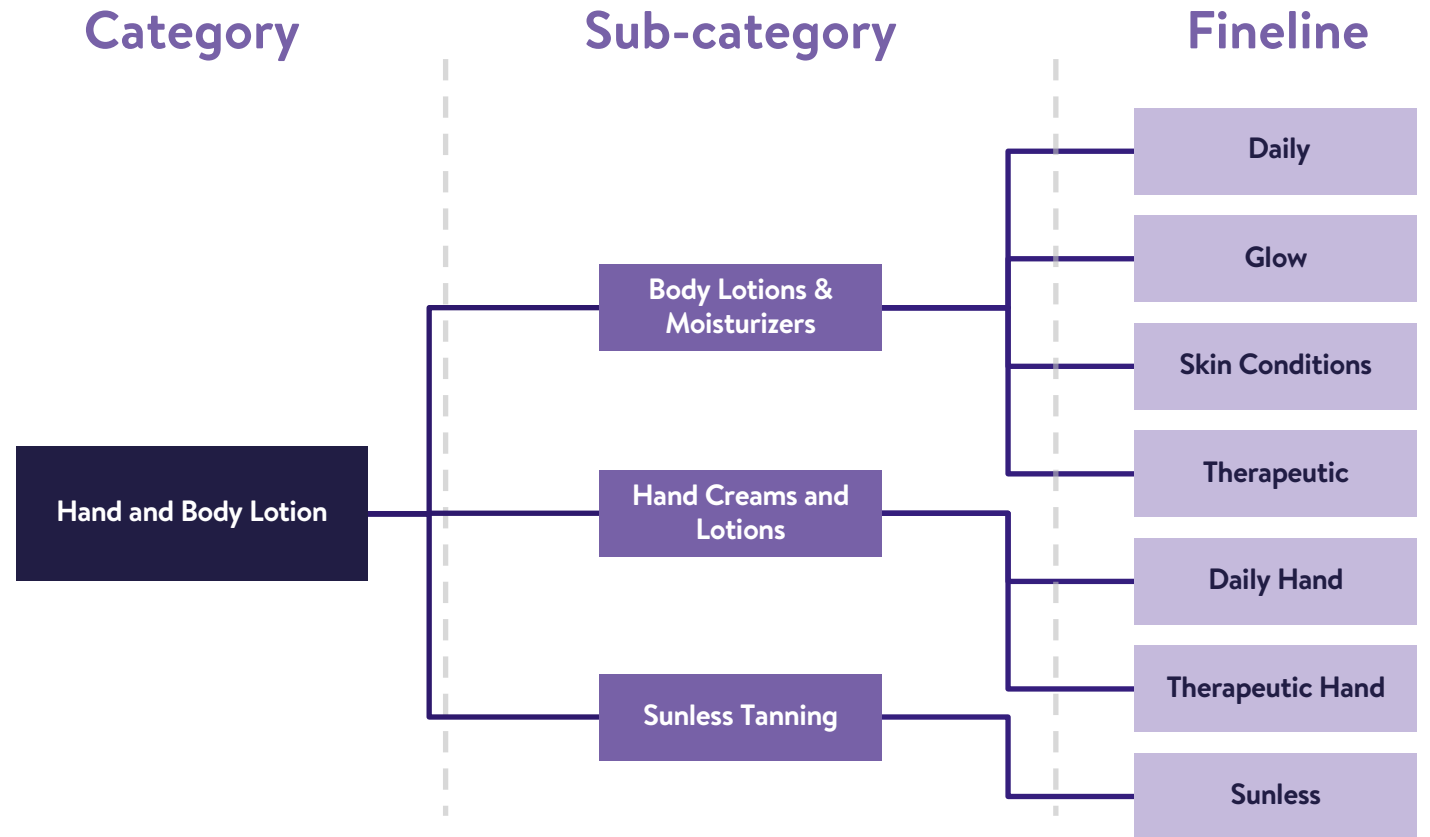 Category
Sub-category
Fineline
Hand and Body Lotion
Body Lotions &
Moisturizers
Hand Creams and
Lotions
Sunless Tanning
Daily
Glow
Skin Conditions
Therapeutic
Daily Hand
Therapeutic Hand
Sunless